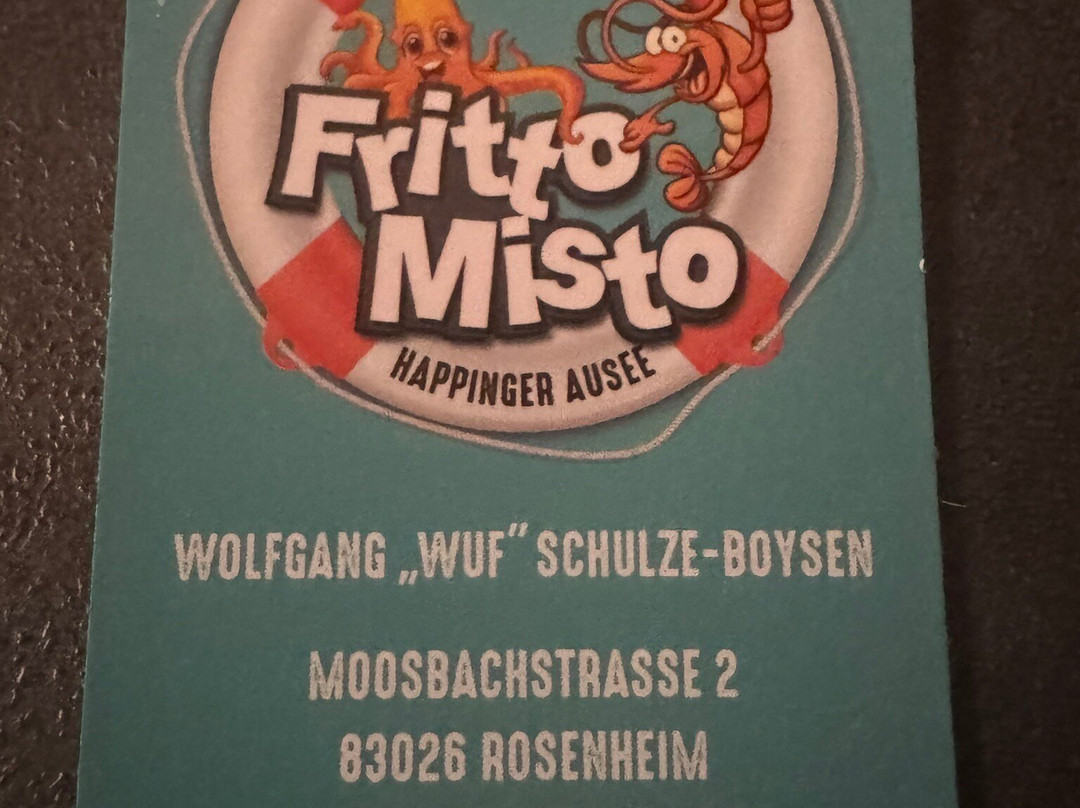 Fritto
Misto
HAPPINGER AUSEE
WOLFGANG „WUF" SCHULZE-BOYSEN
MOOSBACHSTRASSE 2
83026 ROSENHEIM